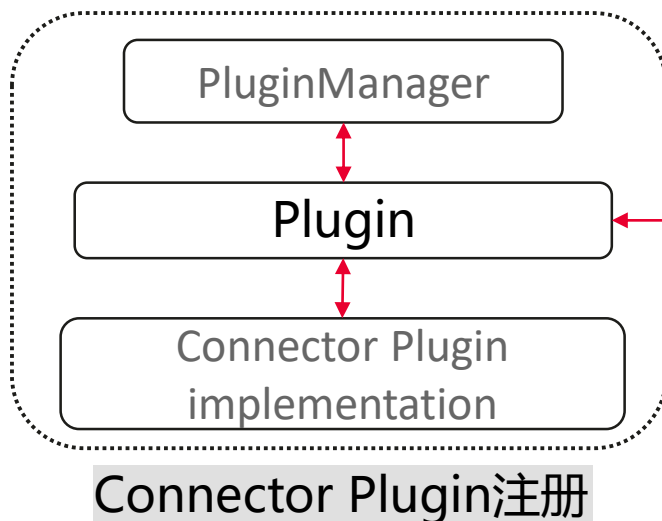 PluginManager
Plugin
Connector Plugin
implementation
Connector Plugin注册